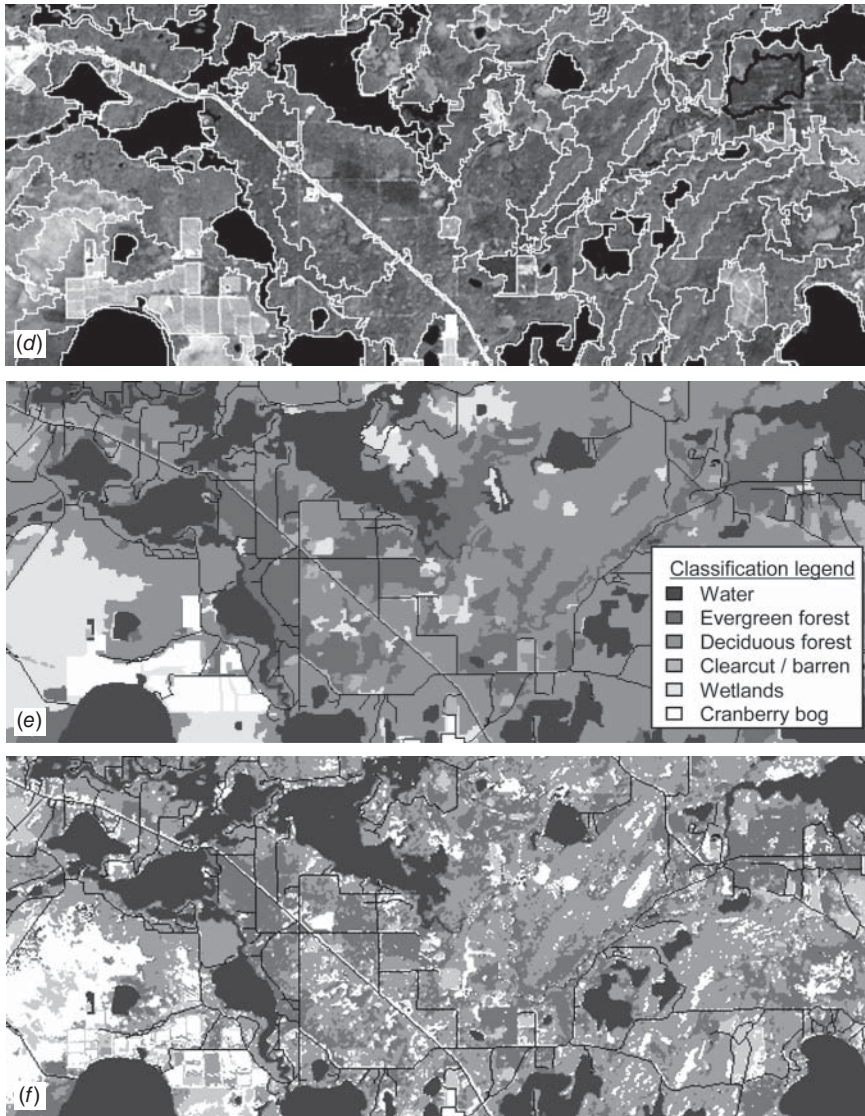 (d)
(e)
Classification legend
Water
Evergreen forest
Deciduous forest
Clearcut / barren
Wetlands
Cranberry bog
(f)